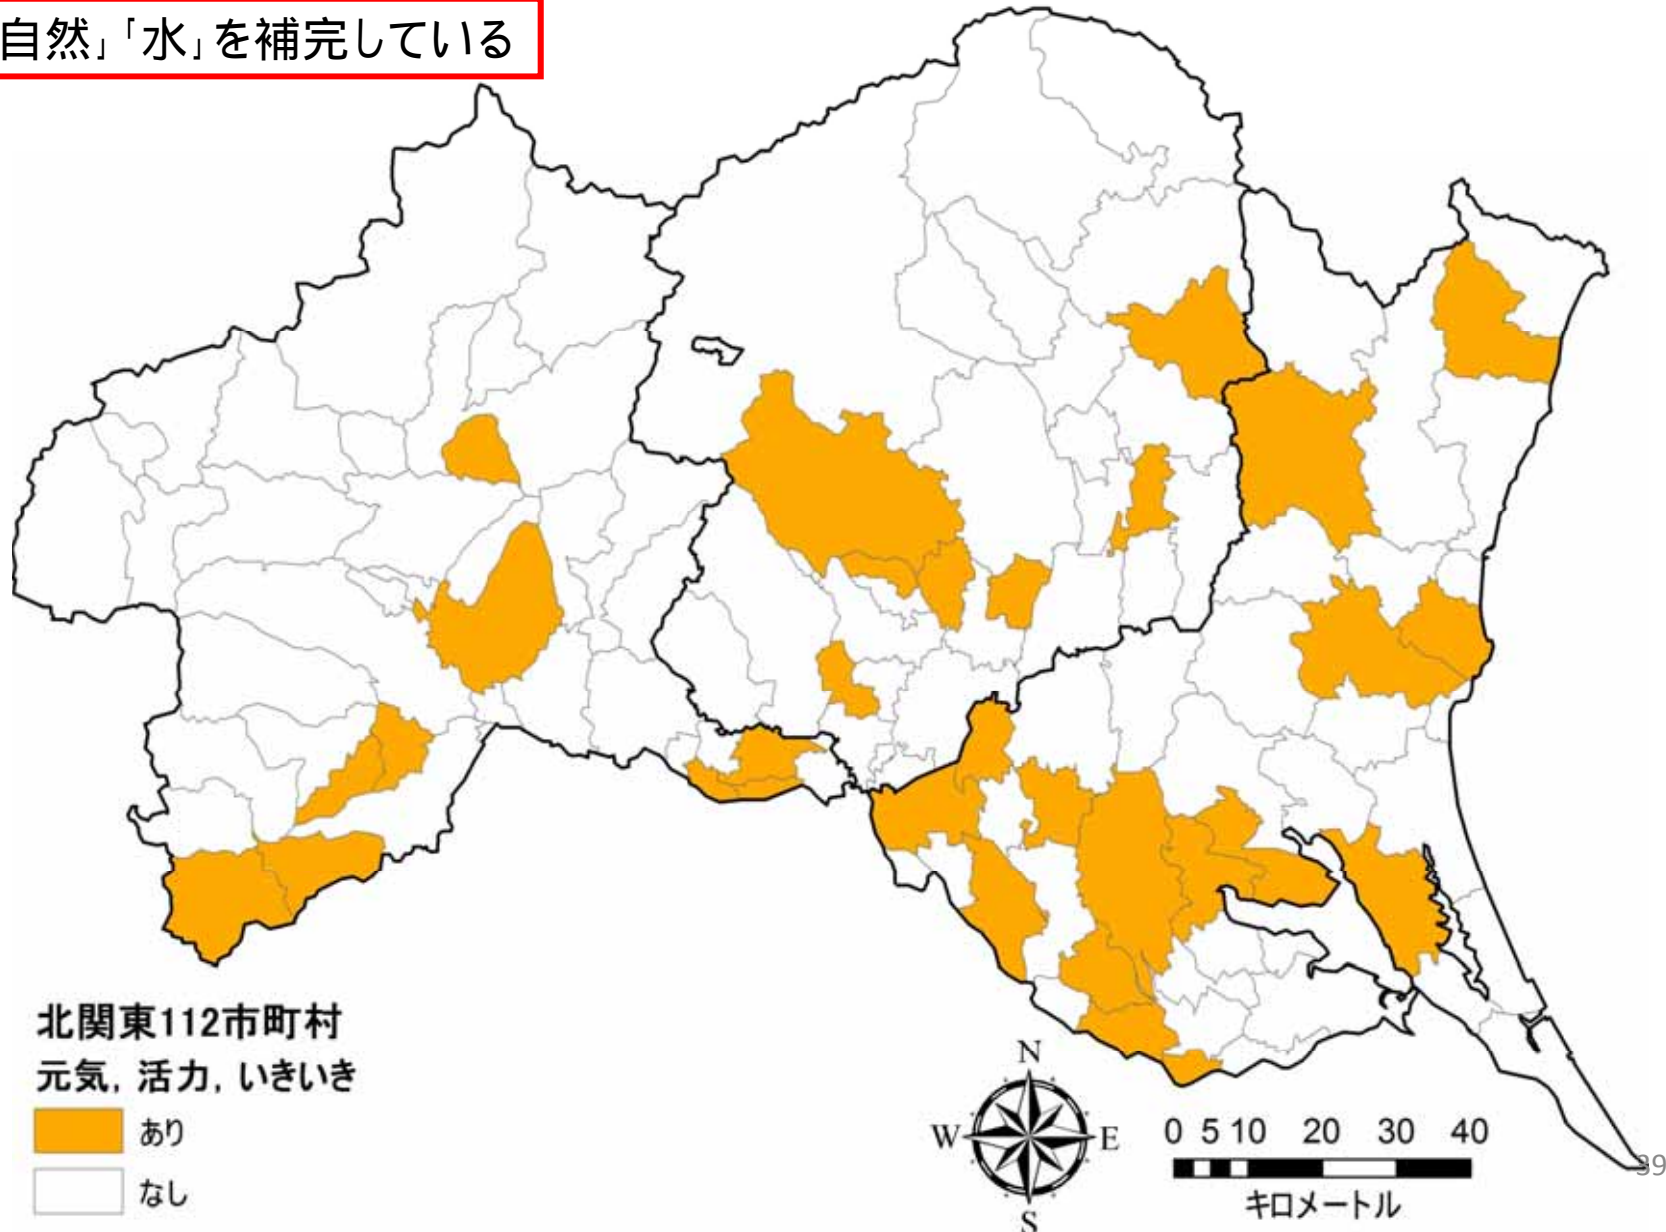 自然」「水」を補完している
北関東112市町村
元気, 活力, いきいき
あり
なし
N
W E
S
0 5 10 20 30 40
キロメートル
39